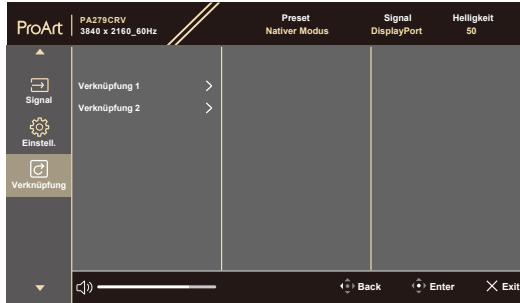 ProArt
PA279CRV
3840 x 2160_60Hz
Preset
Nativer Modus
Signal
DisplayPort
Helligkeit
50
Signal
Einstell.
Verknüpfung
Verknüpfung 1
Verknüpfung 2
Back
Enter
Exit